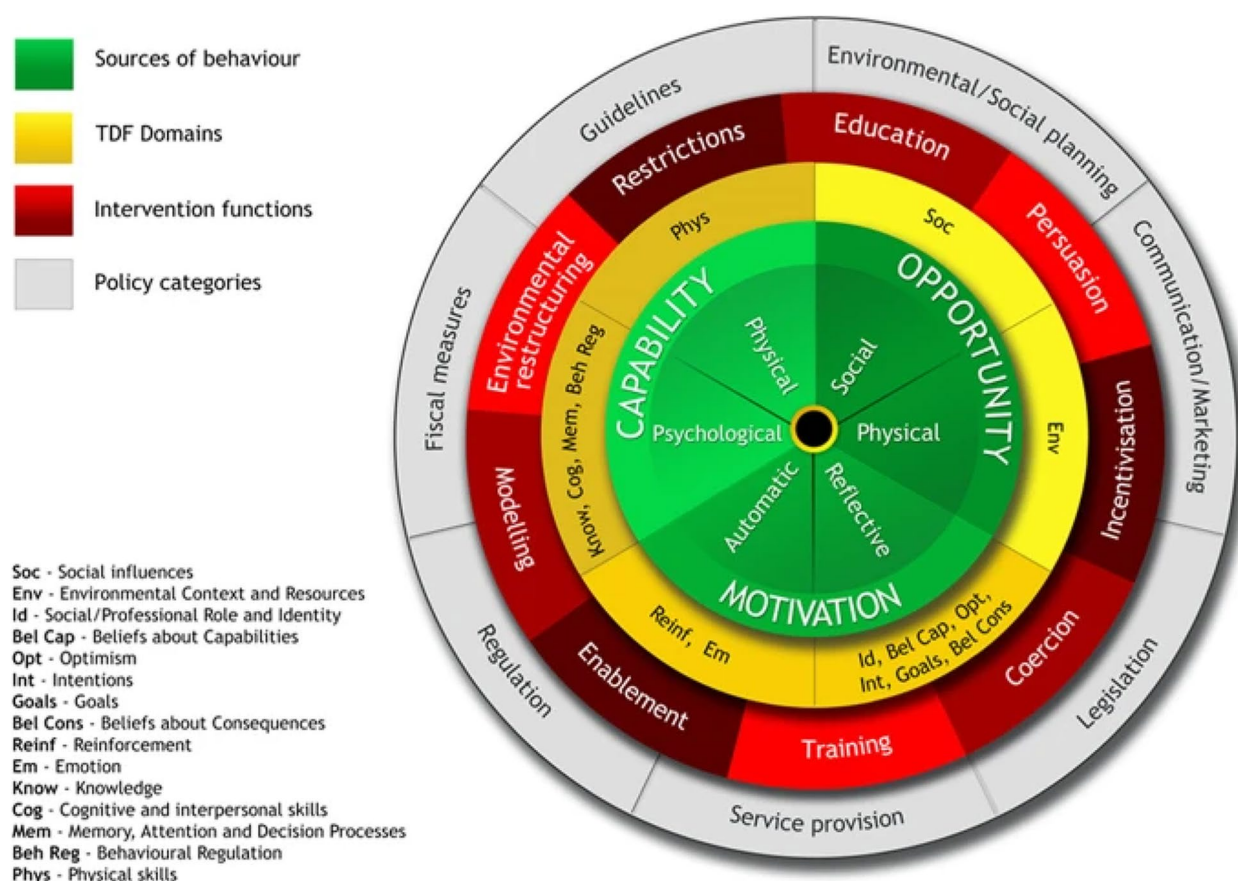 Sources of behaviour
TDF Domains
Intervention functions
Policy categories
Soc - Social influences
Env - Environmental Context and Resources
Id - Social/Professional Role and Identity
Bel Cap - Beliefs about Capabilities
Opt - Optimism
Int - Intentions
Goals - Goals
Bel Cons - Beliefs about Consequences
Reinf - Reinforcement
Em - Emotion
Know - Knowledge
Cog - Cognitive and interpersonal skills
Mem - Memory, Attention and Decision Processes
Beh Reg - Behavioural Regulation
Phys - Physical skills
Guidelines
Environmental/Social planning
Communication/Marketing
Legislation
Service provision
Regulation
Fiscal measures
Restrictions
Education
Persuasion
Incentivisation
Coercion
Training
Enablement
Modelling
Environmental
restructuring
Phys
Soc
Env
Id, Bel Cap, Opt,
Int, Goals, Bel Cons
Reinf, Em
Know, Cog, Mem, Beh Reg
CAPABILITY
OPPORTUNITY
MOTIVATION
Physical
Social
Physical
Reflective
Automatic
Psychological